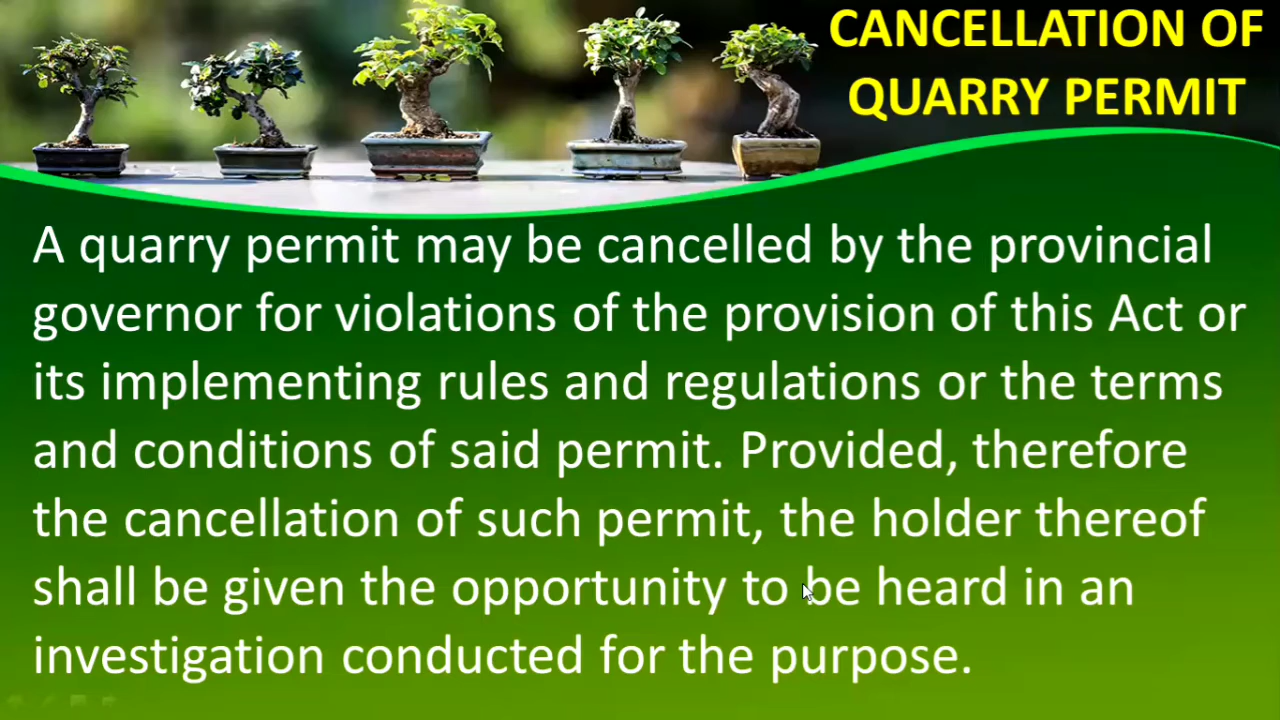 CANCELLATION OF
QUARRY PERMIT
A quarry permit may be cancelled by the provincial
governor for violations of the provision of this Act or
its implementing rules and regulations or the terms
and conditions of said permit. Provided, therefore
the cancellation of such permit, the holder thereof
shall be given the opportunity to be heard in an
investigation conducted for the purpose.